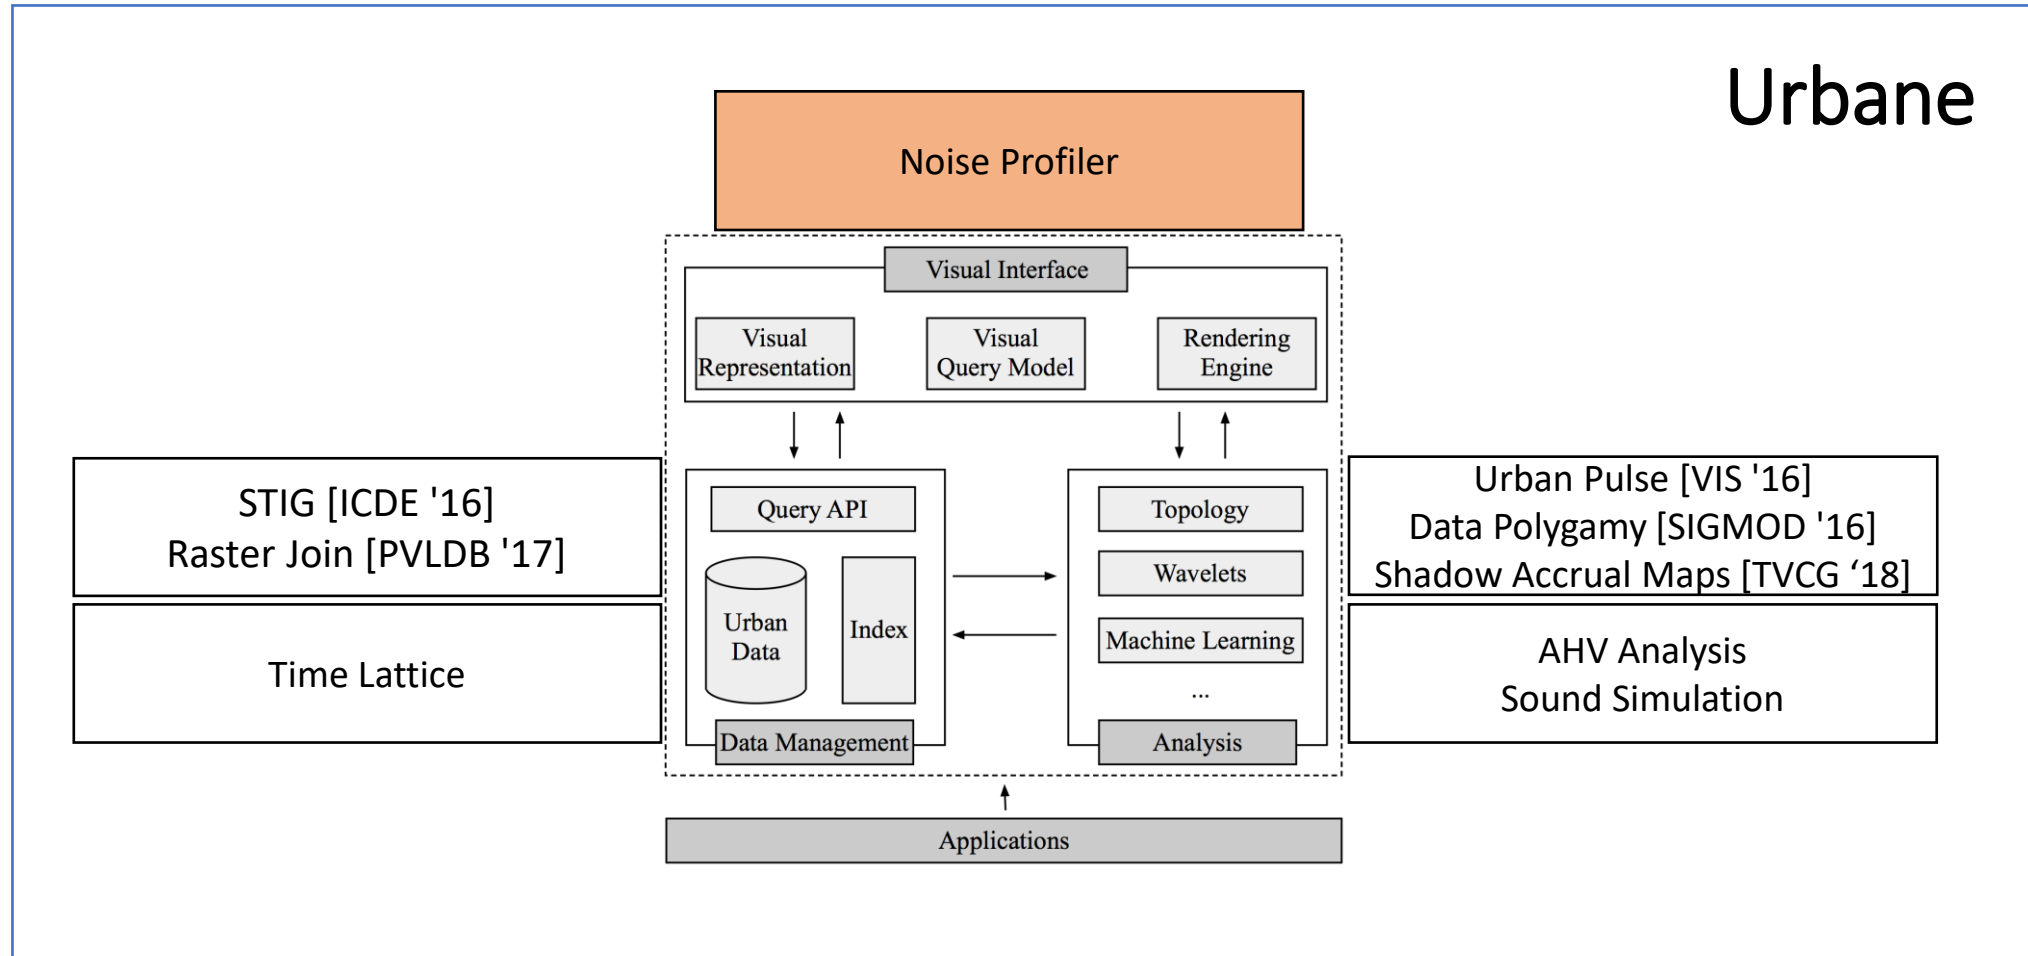 Urbane
Noise Profiler
Visual Interface
Visual
Representation
Visual
Query Model
Rendering
Engine
STIG [ICDE '16]
Raster Join [PVLDB '17]
Time Lattice
Query API
Urban
Data
Index
Data Management
Topology
Wavelets
Machine Learning
...
Analysis
Urban Pulse [VIS '16]
Data Polygamy [SIGMOD '16]
Shadow Accrual Maps [TVCG ‘18]
AHV Analysis
Sound Simulation
Applications